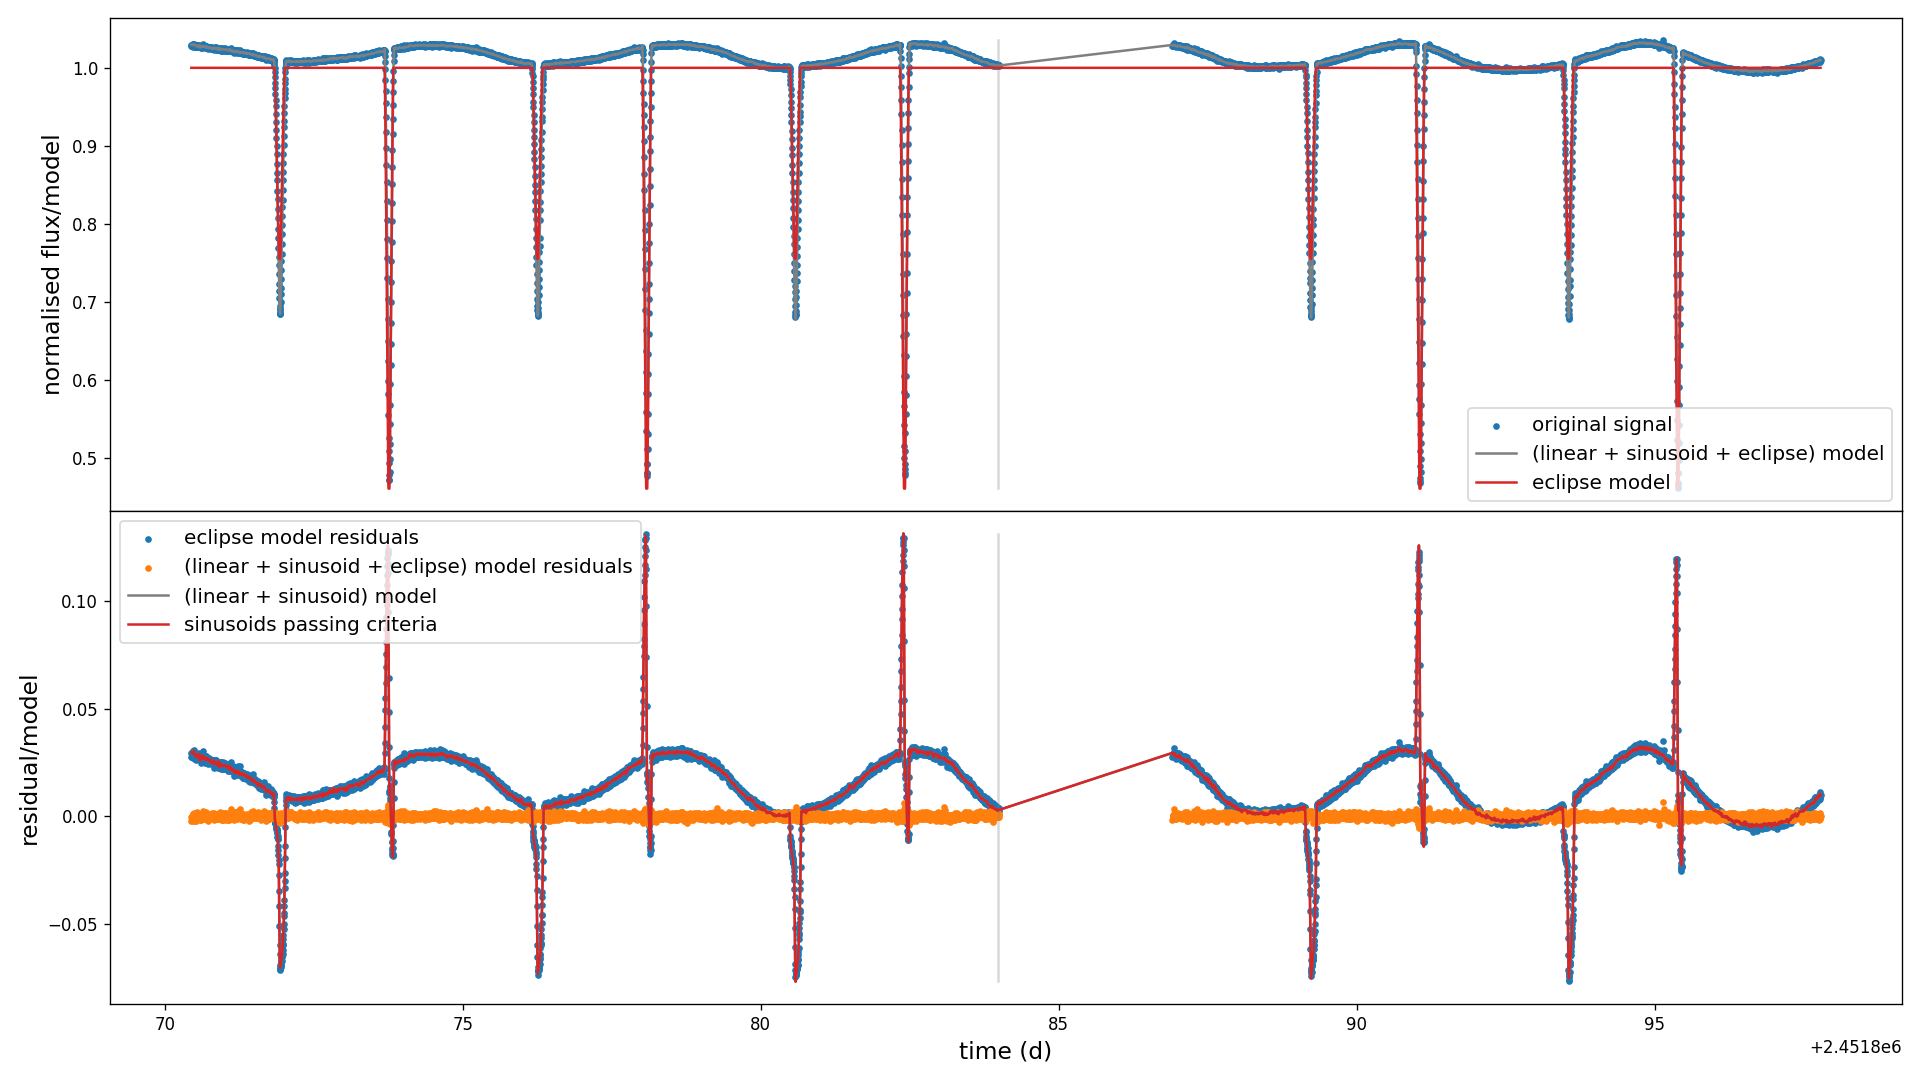 1.0
0.9
0.8
0.7
0.6
0.5
normalised flux/model
original signal
(linear + sinusoid + eclipse) model
eclipse model
eclipse model residuals
(linear + sinusoid + eclipse) model residuals
(linear + sinusoid) model
sinusoids passing criteria
0.10
0.05
0.00
−0.05
residual/model
70
75
80
85
90
95
time (d)
+2.4518e6